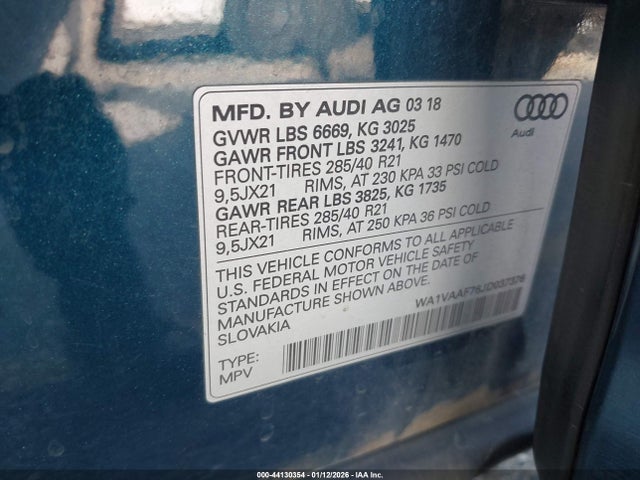 MFD. BY AUDI AG 03 18
GVWR LBS 6669, KG 3025
GAWR FRONT LBS 3241, KG 1470
FRONT-TIRES 285/40 R21
9,5JX21 RIMS, AT 230 KPA 33 PSI COLD
GAWR REAR LBS 3825, KG 1735
REAR-TIRES 285/40 R21
9,5JX21 RIMS, AT 250 KPA 36 PSI COLD
Audi
THIS VEHICLE CONFORMS TO ALL APPLICABLE
U.S. FEDERAL MOTOR VEHICLE SAFETY
STANDARDS IN EFFECT ON THE DATE OF
MANUFACTURE SHOWN ABOVE.
SLOVAKIA
WA1VAAF76JD037376
TYPE:
MPV
000-44130354 - 01/12/2026 - IAA Inc.